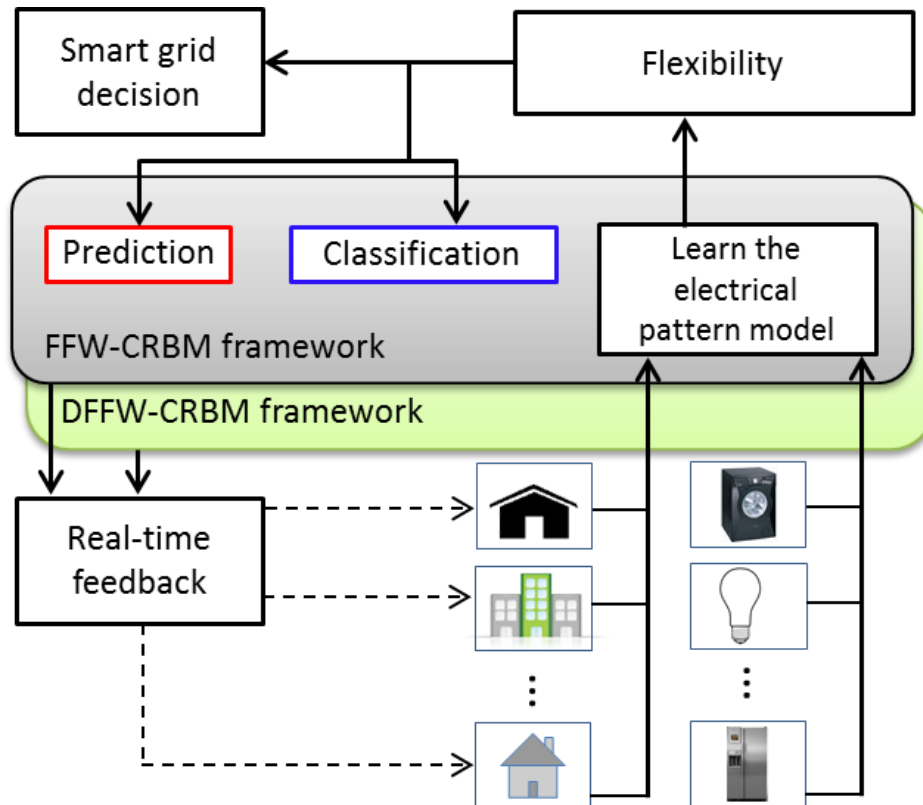 Smart grid
decision
Flexibility
Prediction
Classification
Learn the
electrical
pattern model
FFW-CRBM framework
DFFW-CRBM framework
Real-time
feedback